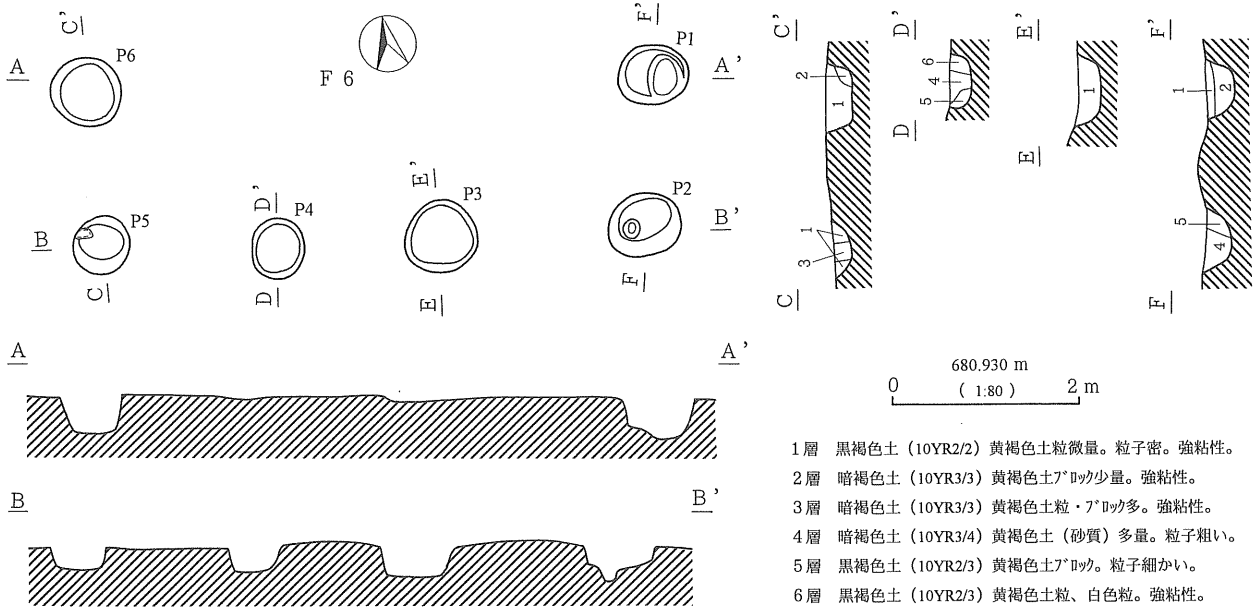 C'
F'
A
P6
F 6
P1
A'
D'
E'
B
P5
P4
P3
P2
B'
C
D
E
F
A
A'
B
B'
C'
D'
E'
F'
2
1
6
4
5
1
1
2
D
E
1
3
5
4
C
F
680.930 m
0
( 1:80 )
2 m
1層 黒褐色土（10YR2/2）黄褐色土粒微量。粒子密。強粘性。
2層 暗褐色土（10YR3/3）黄褐色土ブロック少量。強粘性。
3層 暗褐色土（10YR3/3）黄褐色土粒・ブロック多。強粘性。
4層 暗褐色土（10YR3/4）黄褐色土（砂質）多量。粒子粗い。
5層 黒褐色土（10YR2/3）黄褐色土ブロック。粒子細かい。
6層 黒褐色土（10YR2/3）黄褐色土粒、白色粒。強粘性。